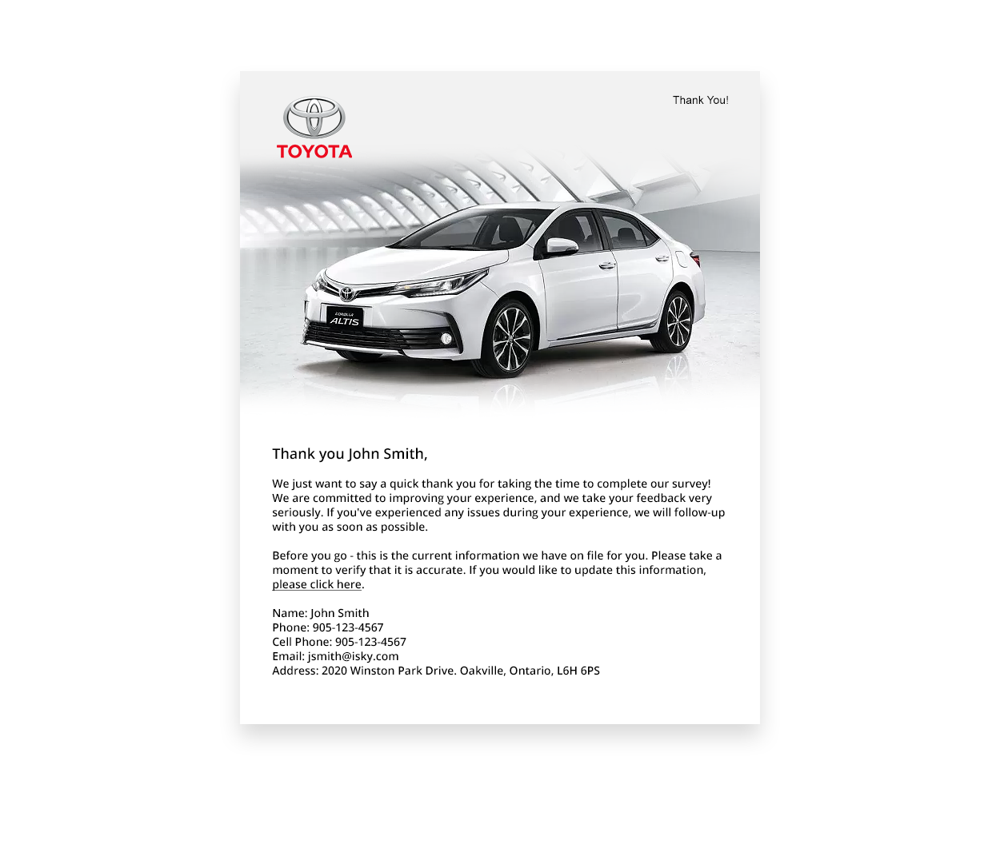 Thank You!
TOYOTA
COROLLA
ALTIS
Thank you John Smith,
We just want to say a quick thank you for taking the time to complete our survey!
We are committed to improving your experience, and we take your feedback very
seriously. If you've experienced any issues during your experience, we will follow-up
with you as soon as possible.
Before you go - this is the current information we have on file for you. Please take a
moment to verify that it is accurate. If you would like to update this information,
please click here.
Name: John Smith
Phone: 905-123-4567
Cell Phone: 905-123-4567
Email: jsmith@isky.com
Address: 2020 Winston Park Drive. Oakville, Ontario, L6H 6PS